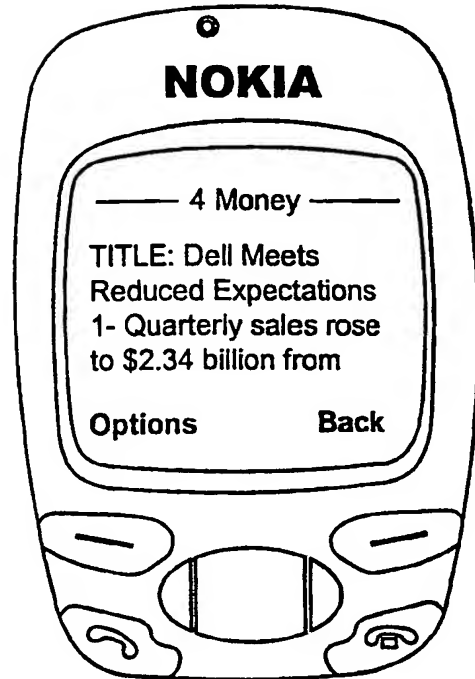 NOKIA
4 Money
TITLE: Dell Meets
Reduced Expectations
1- Quarterly sales rose
to $2.34 billion from
Options Back